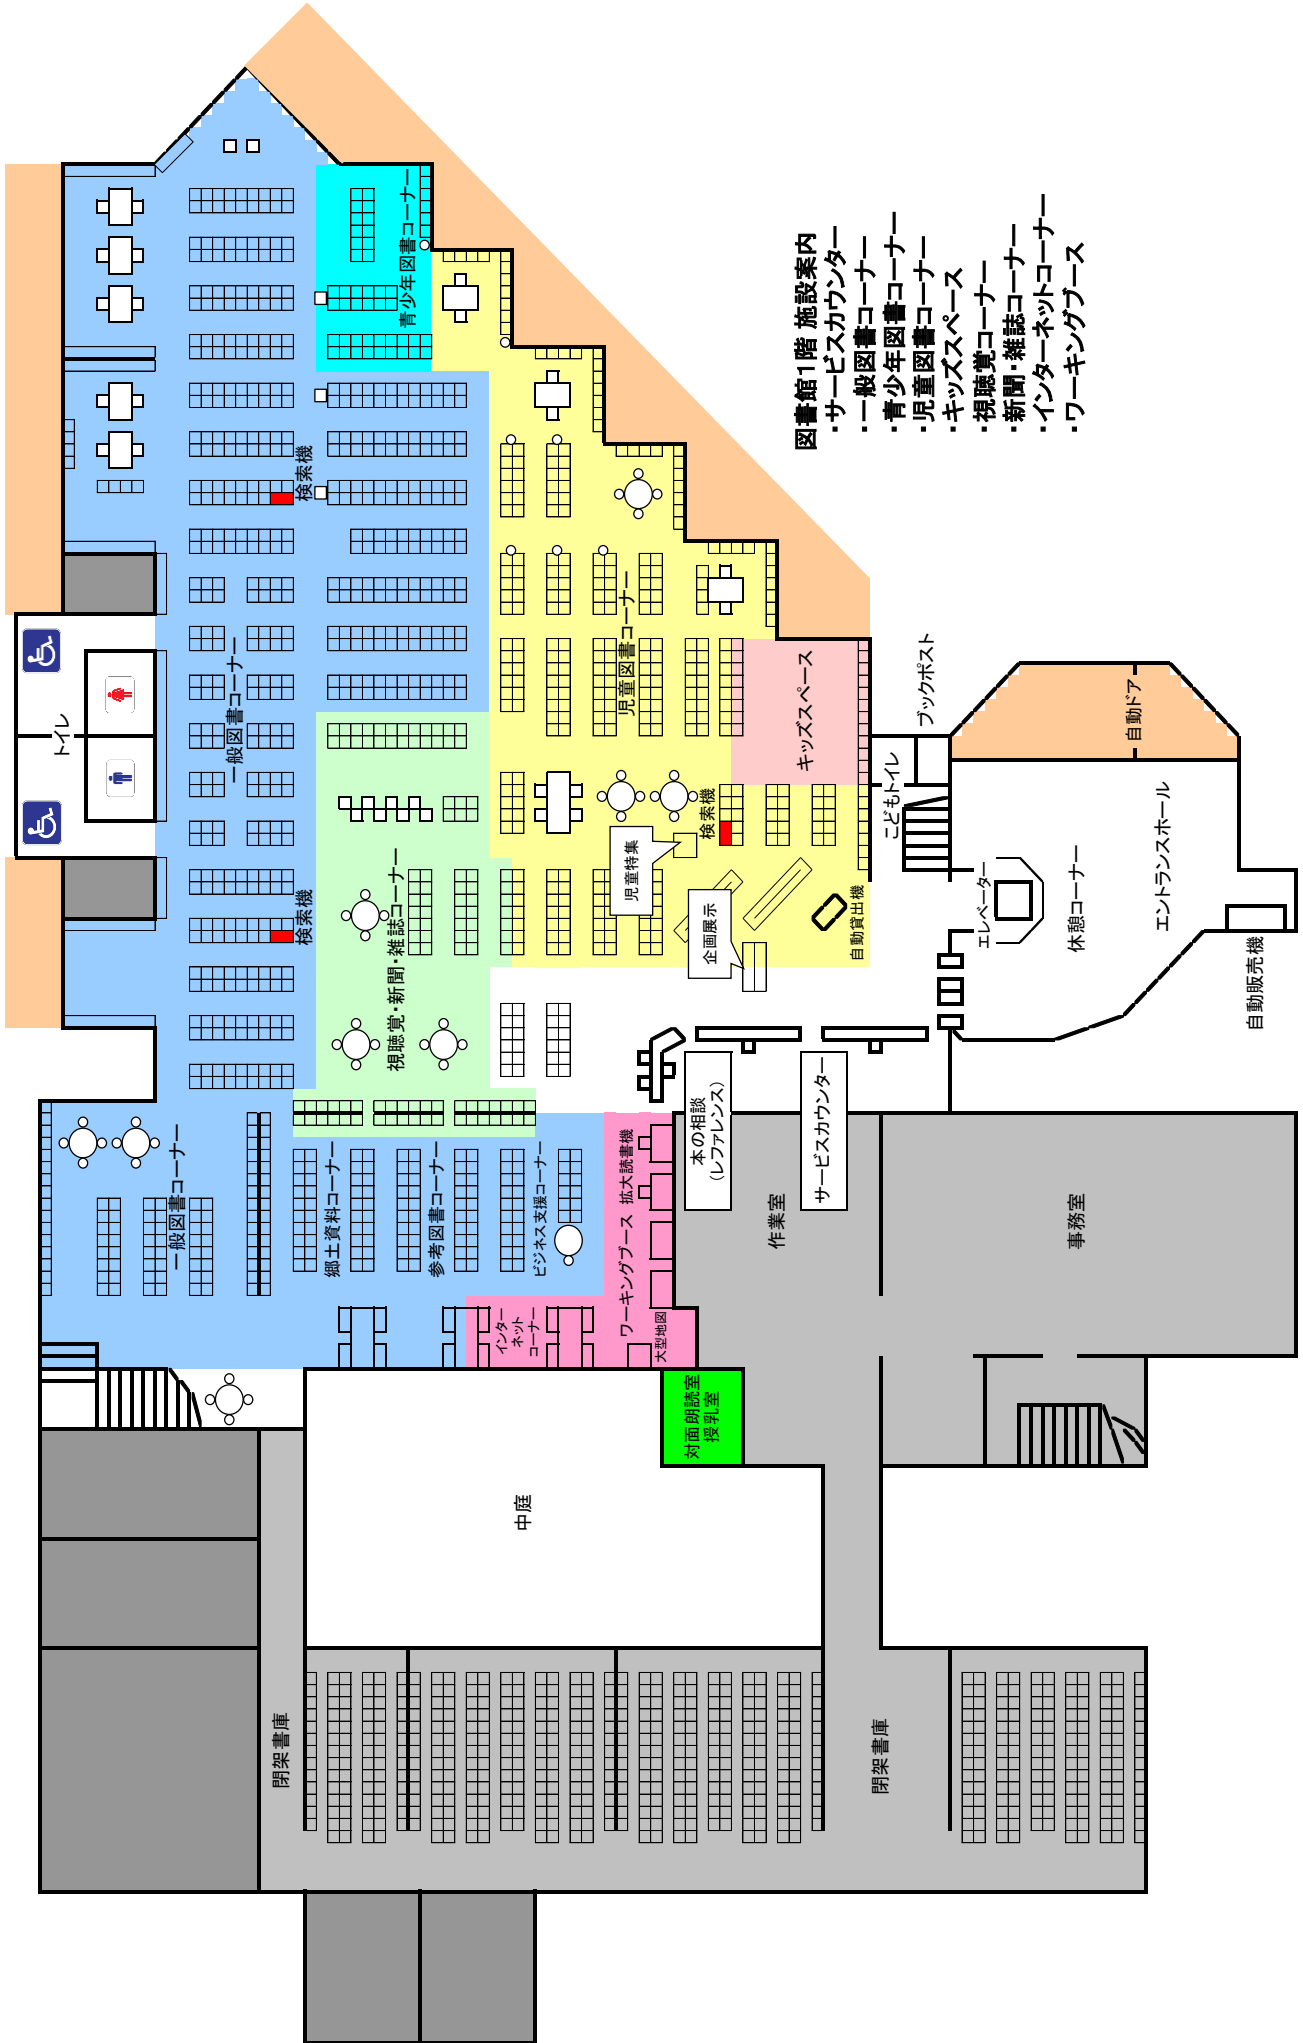 図書館1階 施設案内
・サービスカウンター
・一般図書コーナー
・青少年図書コーナー
・児童図書コーナー
・キッズスペース
・視聴覚コーナー
・新聞・雑誌コーナー
・インターネットコーナー
・ワーキングブース
トイレ
一般図書コーナー
検索機
検索機
青少年図書コーナー
児童図書コーナー
キッズスペース
検索機
児童特集
企画展示
自動貸出機
視聴覚・新聞・雑誌コーナー
一般図書コーナー
郷土資料コーナー
参考図書コーナー
ビジネス支援コーナー
インター
ネット
コーナー
ワーキングブース
拡大読書機
大型地図
対面朗読室
授乳室
本の相談
(レファレンス)
サービスカウンター
作業室
事務室
ブックポスト
こどもトイレ
エレベーター
休憩コーナー
エントランスホール
自動ドア
自動販売機
中庭
閉架書庫
閉架書庫